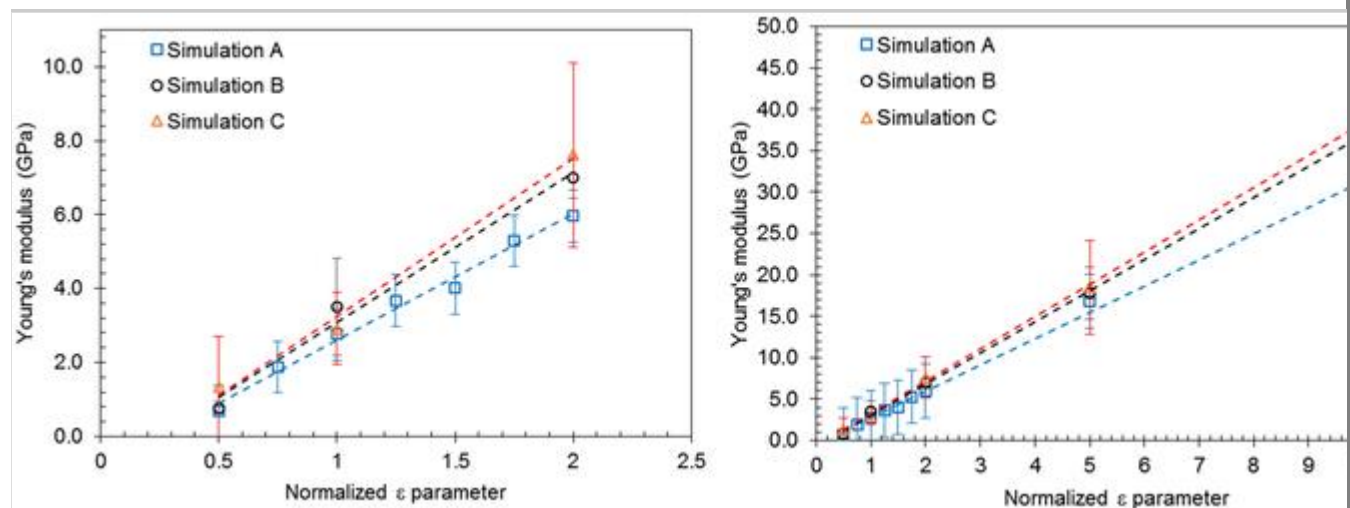 Simulation A
Simulation B
Simulation C
10.0
8.0
6.0
4.0
2.0
0.0
Young's modulus (GPa)
0 0.5 1 1.5 2 2.5
Normalized ε parameter
Simulation A
Simulation B
Simulation C
50.0
45.0
40.0
35.0
30.0
25.0
20.0
15.0
10.0
5.0
0.0
Young's modulus (GPa)
0 1 2 3 4 5 6 7 8 9
Normalized ε parameter